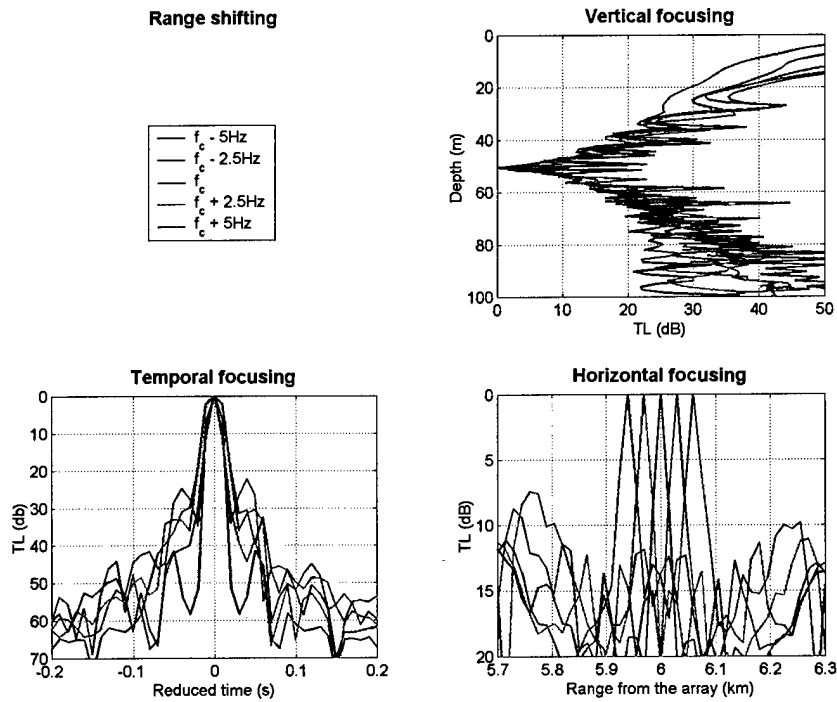 Range shifting
f_c - 5Hz
f_c - 2.5Hz
f_c
f_c + 2.5Hz
f_c + 5Hz
Vertical focusing
0
20
40
60
80
100
Depth (m)
0 10 20 30 40 50
TL (dB)
Temporal focusing
0
10
20
30
40
50
60
70
TL (db)
-0.2 -0.1 0 0.1 0.2
Reduced time (s)
Horizontal focusing
0
5
10
15
20
TL (dB)
5.7 5.8 5.9 6 6.1 6.2 6.3
Range from the array (km)